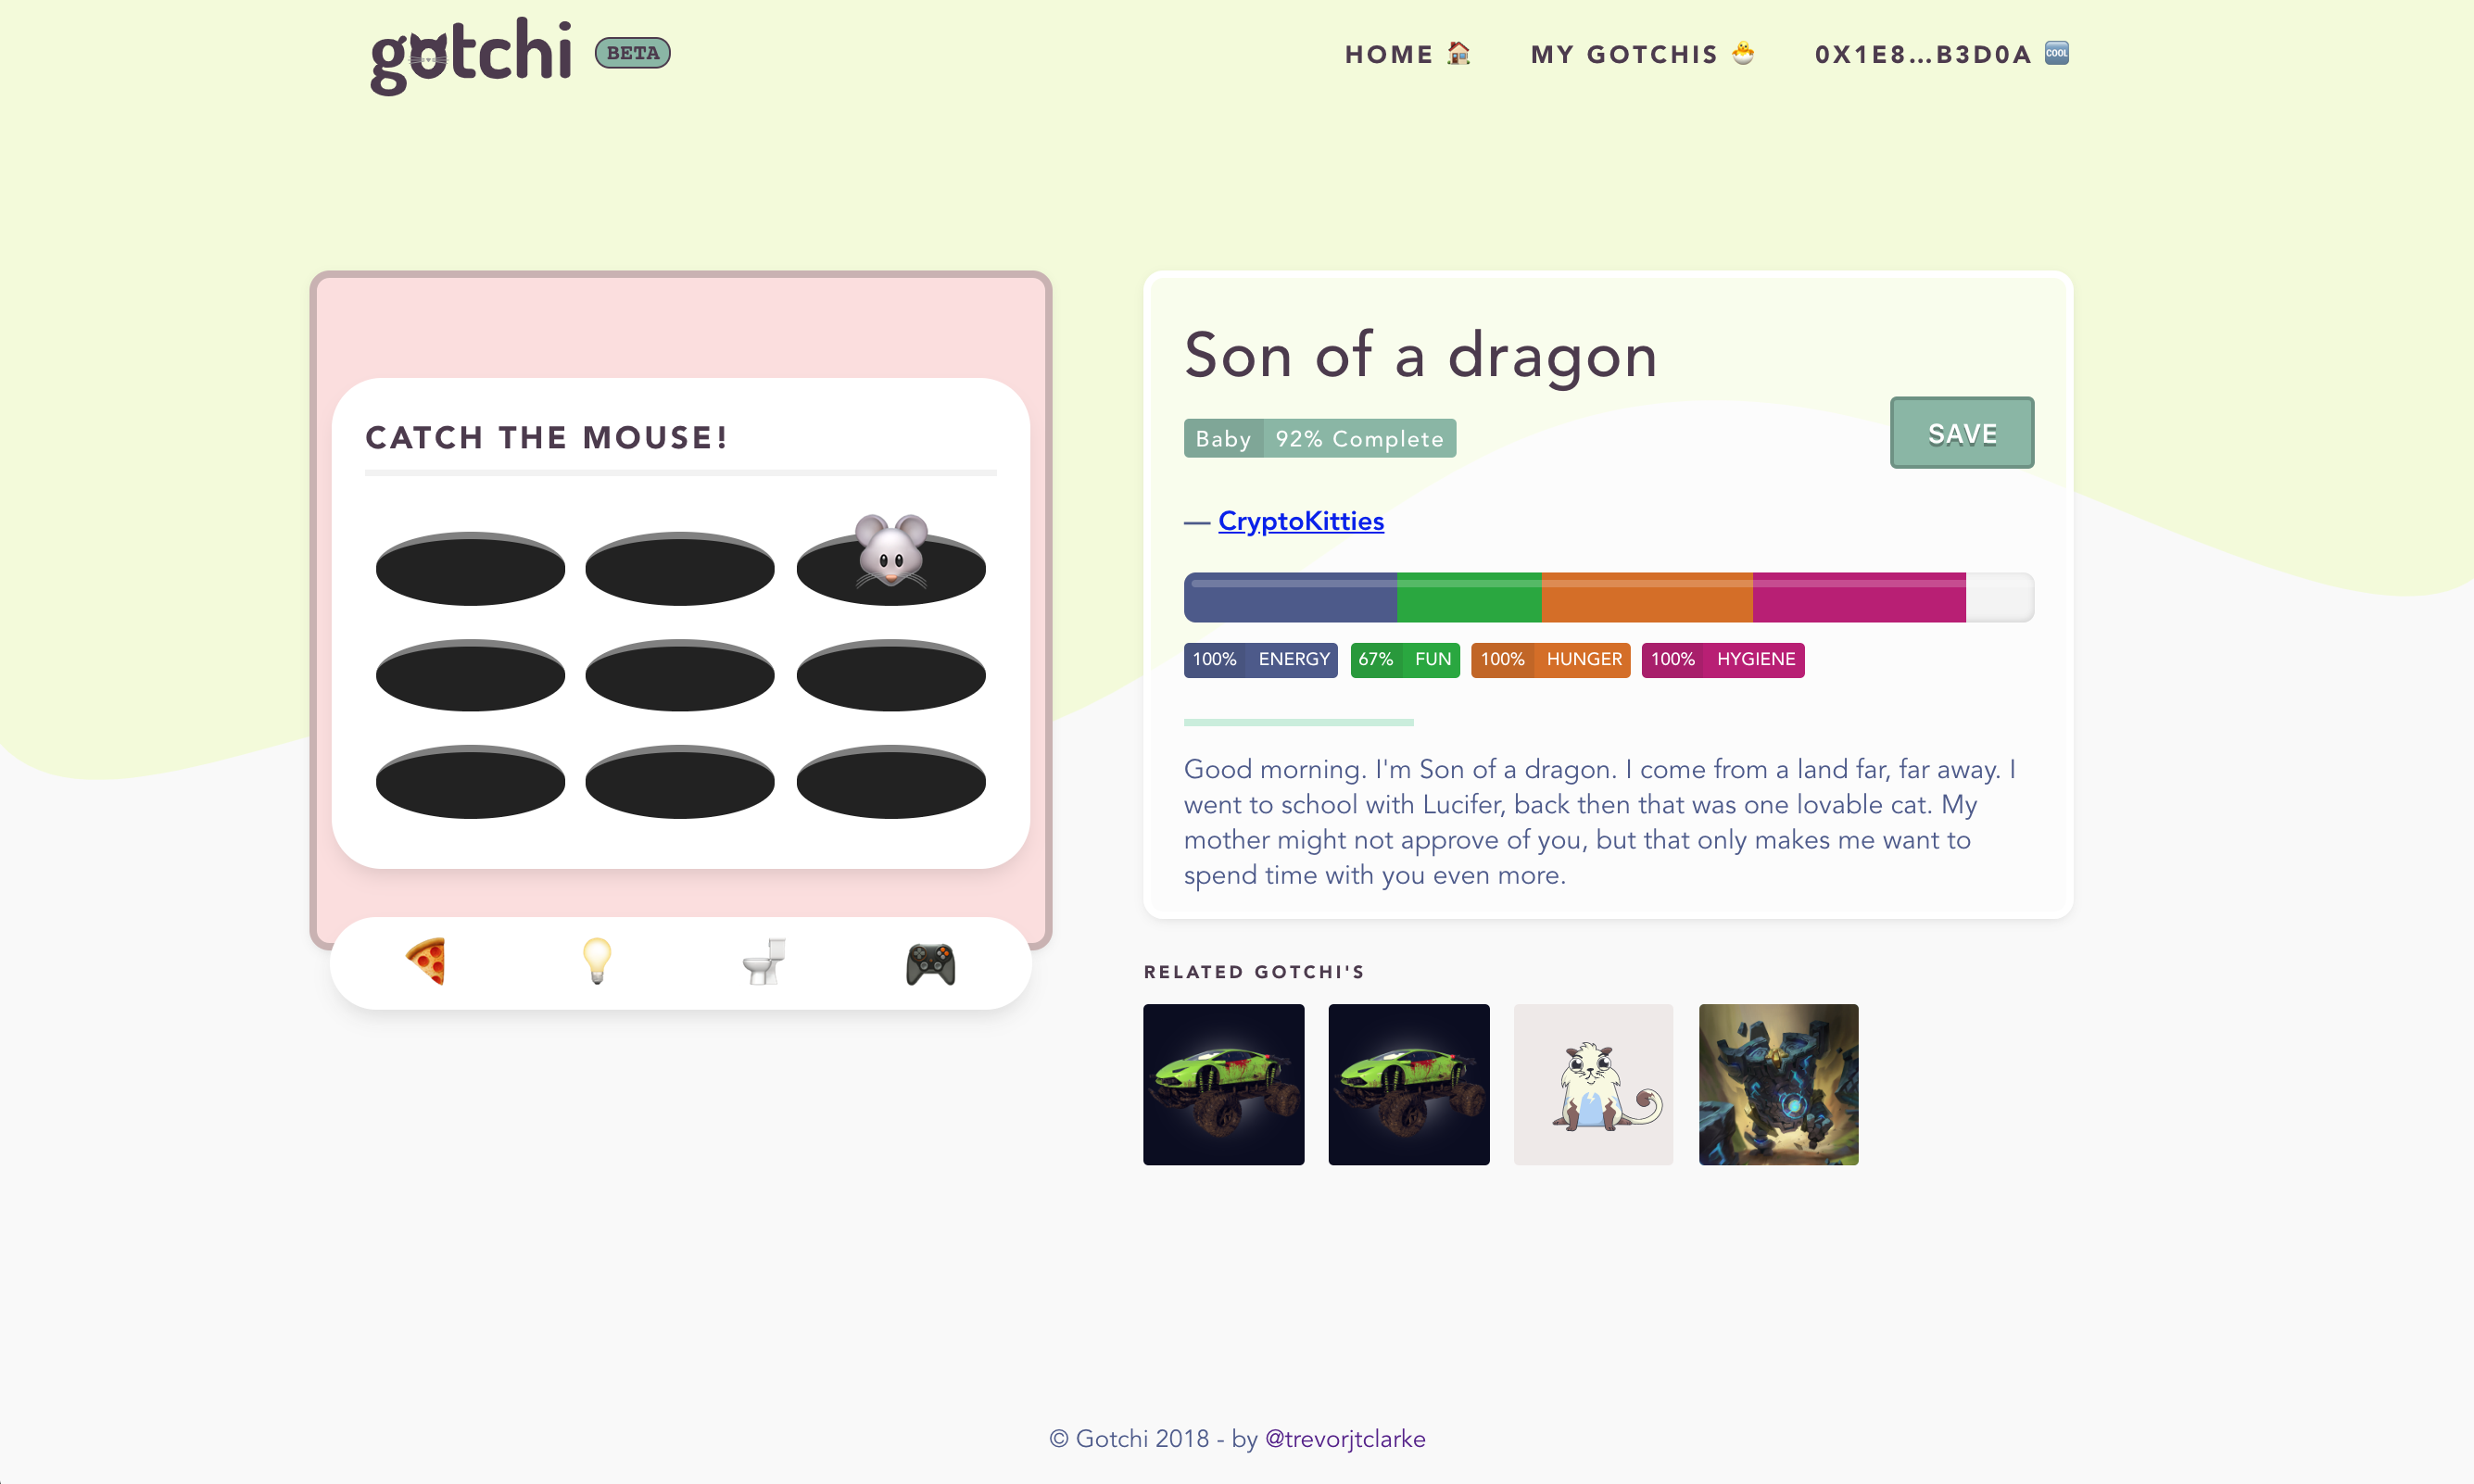 gotchi BETA
HOME 🏠 MY GOTCHIS 🐣 0X1E8...B3D0A 🆒
CATCH THE MOUSE!
Son of a dragon
Baby 92% Complete
SAVE
— CryptoKitties
100% ENERGY 67% FUN 100% HUNGER 100% HYGIENE
Good morning. I'm Son of a dragon. I come from a land far, far away. I
went to school with Lucifer, back then that was one lovable cat. My
mother might not approve of you, but that only makes me want to
spend time with you even more.
RELATED GOTCHI'S
© Gotchi 2018 - by @trevorjtclarke